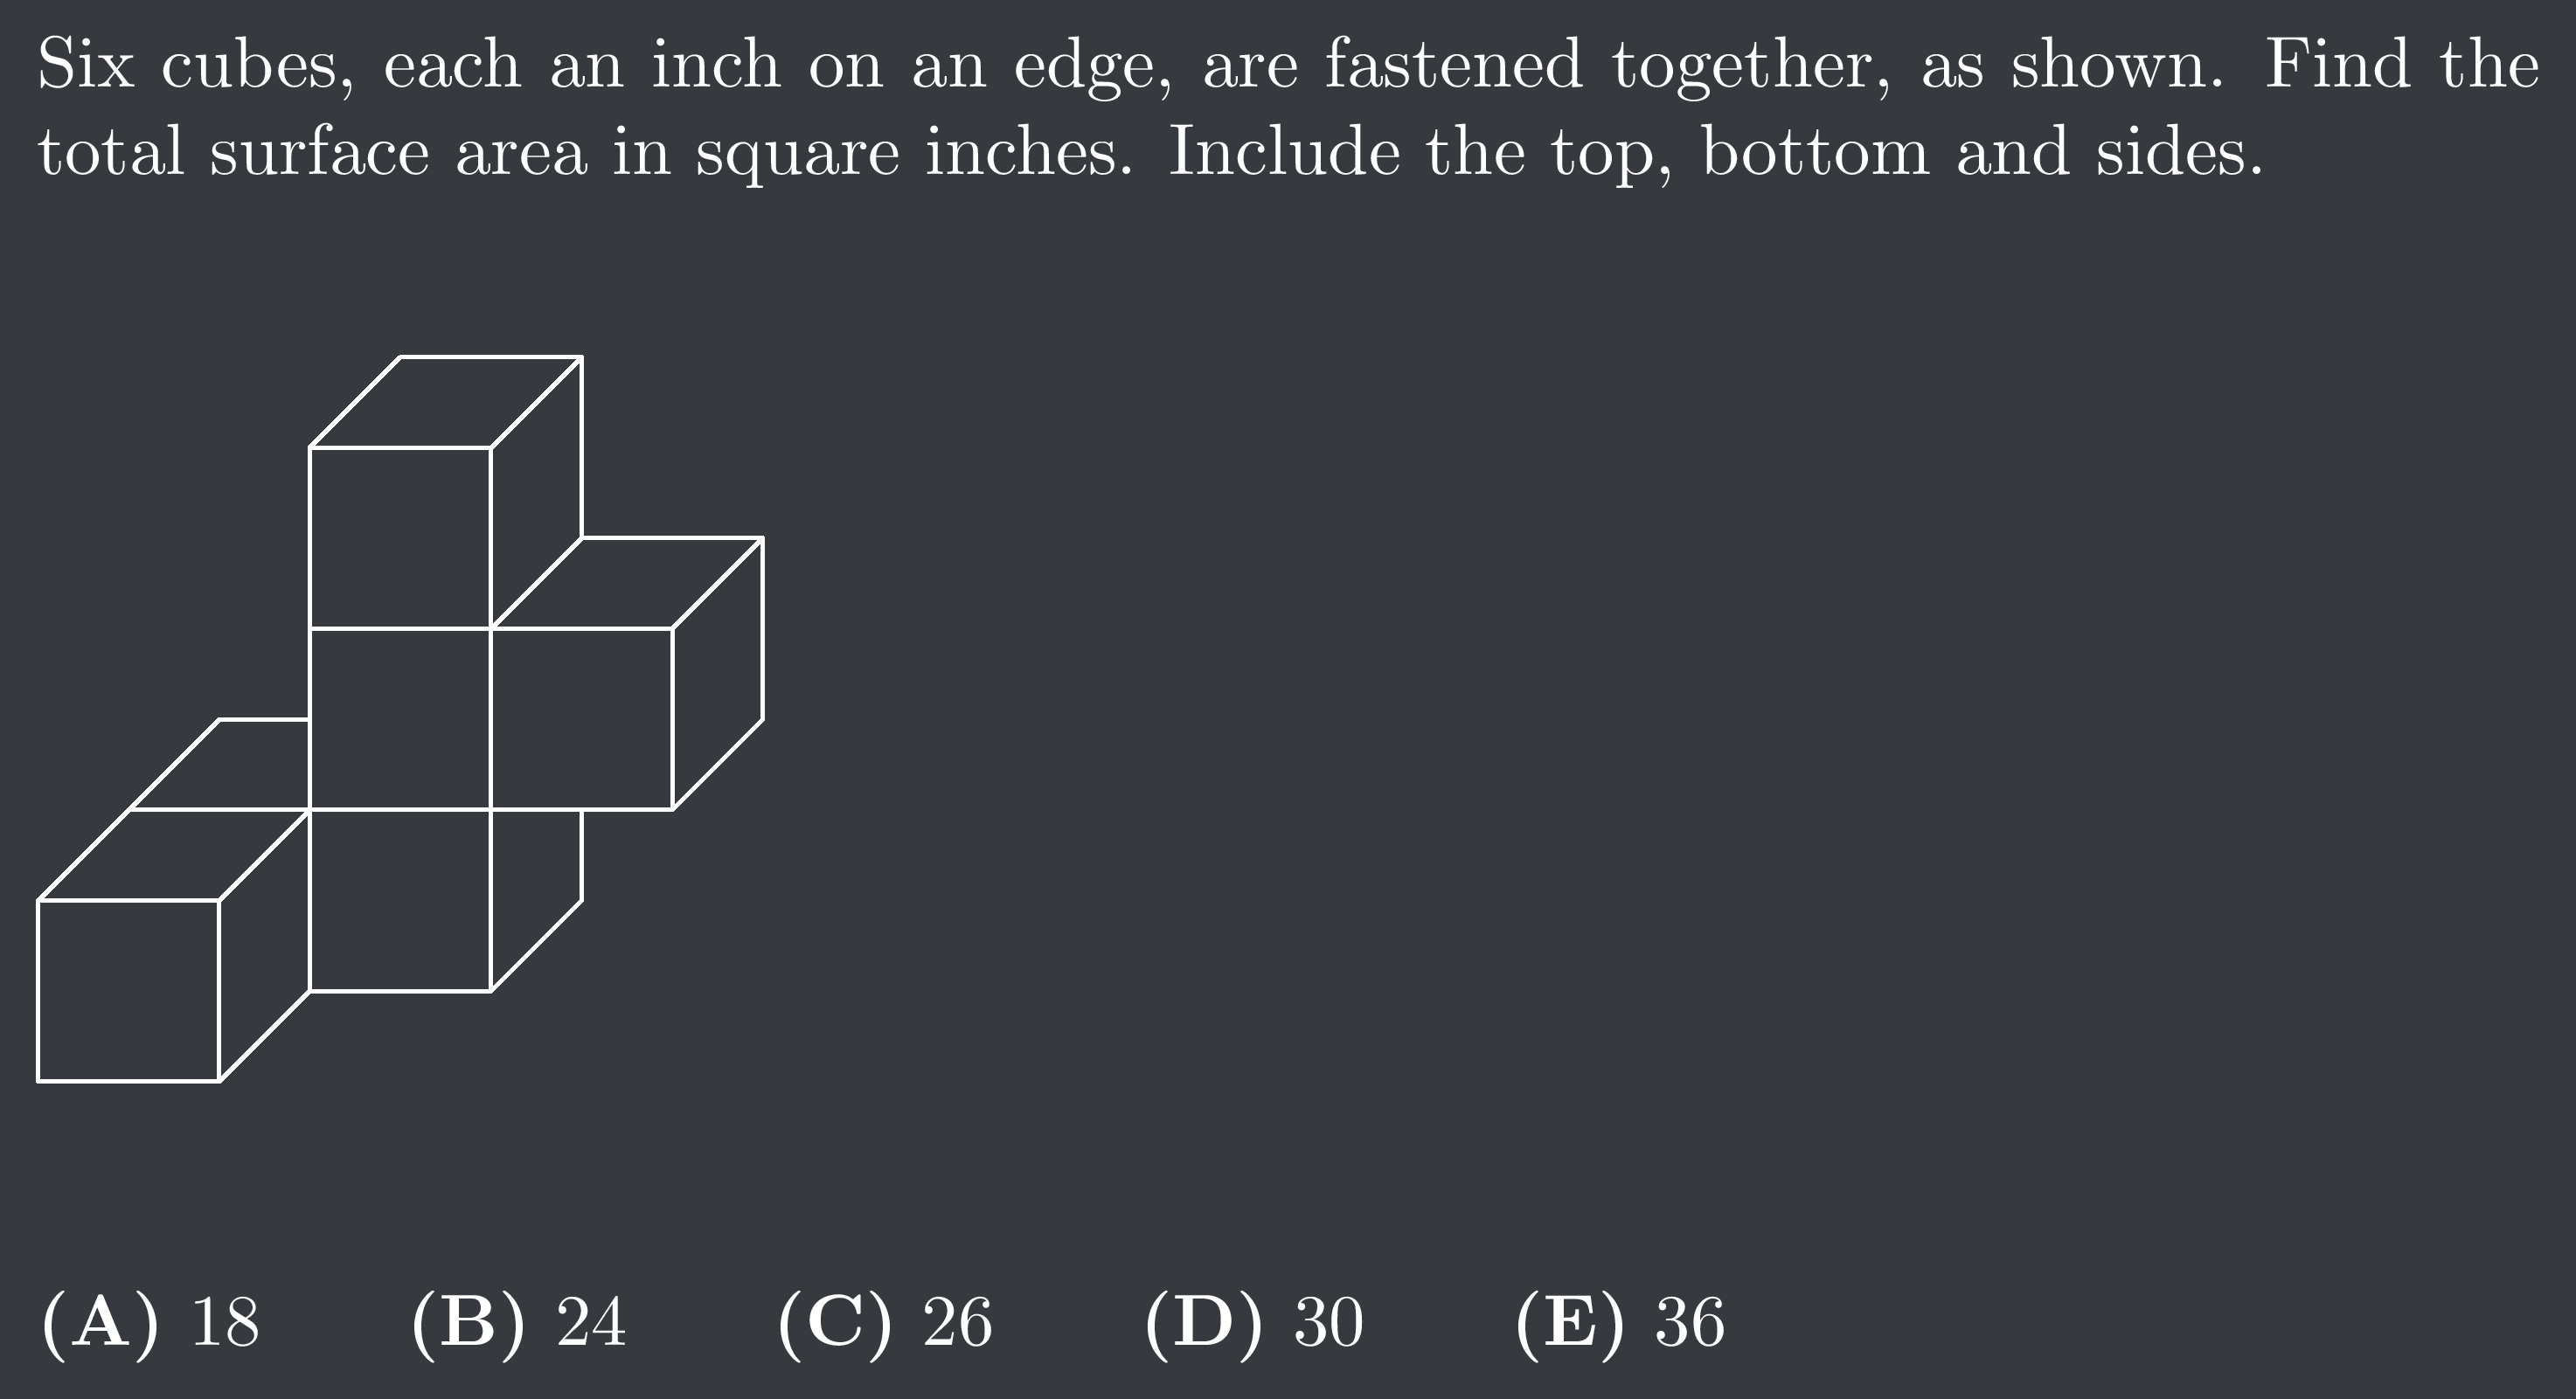 Six cubes, each an inch on an edge, are fastened together, as shown. Find the
total surface area in square inches. Include the top, bottom and sides.
(A) 18 (B) 24 (C) 26 (D) 30 (E) 36